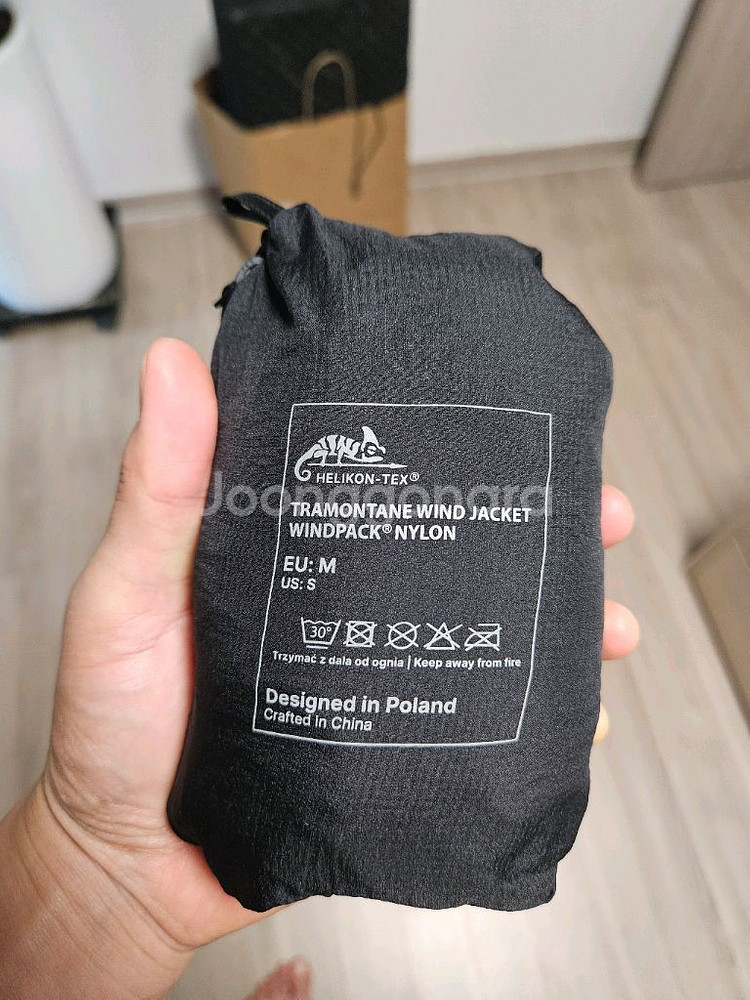 HELIKON-TEX®
Joonggonara
TRAMONTANE WIND JACKET
WINDPACK® NYLON
EU: M
US: S
30°
Trzymać z dala od ognia | Keep away from fire
Designed in Poland
Crafted in China